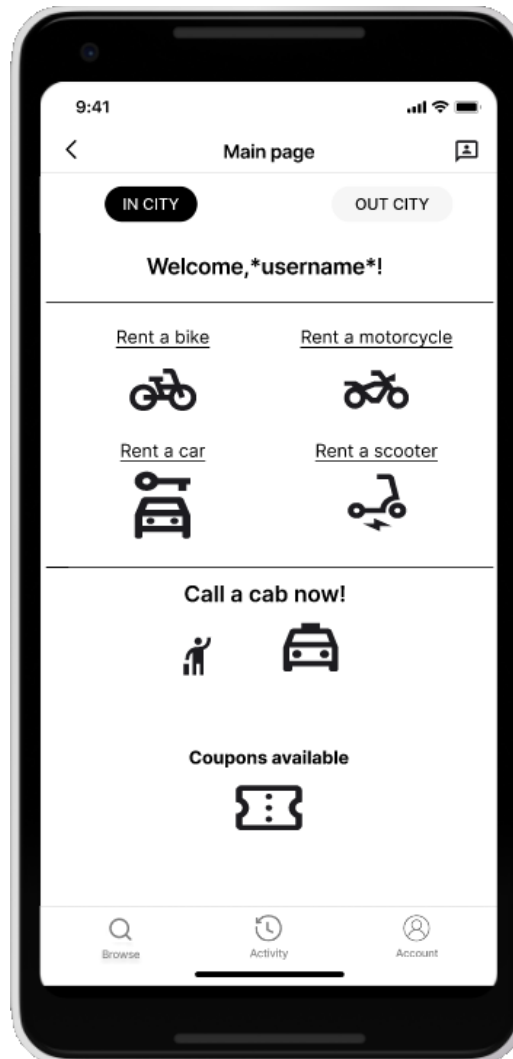 9:41
Main page
IN CITY OUT CITY
Welcome,*username*!
Rent a bike Rent a motorcycle
Rent a car Rent a scooter
Call a cab now!
Coupons available
Browse Activity Account